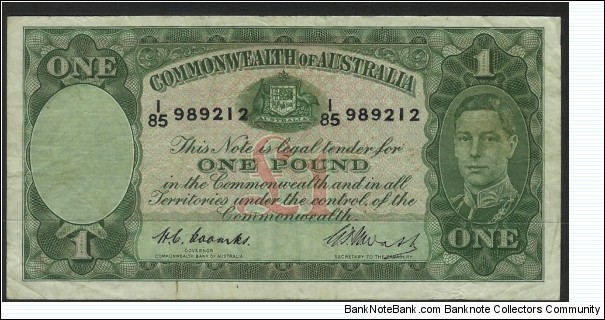 ONE
COMMONWEALTH OF AUSTRALIA
1
I/85 989212 I/85 989212
AUSTRALIA
£1
This Note is legal tender for
ONE POUND
in the Commonwealth and in all
Territories under the control of the
Commonwealth.
1
GOVERNOR
COMMONWEALTH BANK OF AUSTRALIA
SECRETARY TO THE TREASURY
ONE
BankNoteBank.com - Banknote Collectors Community